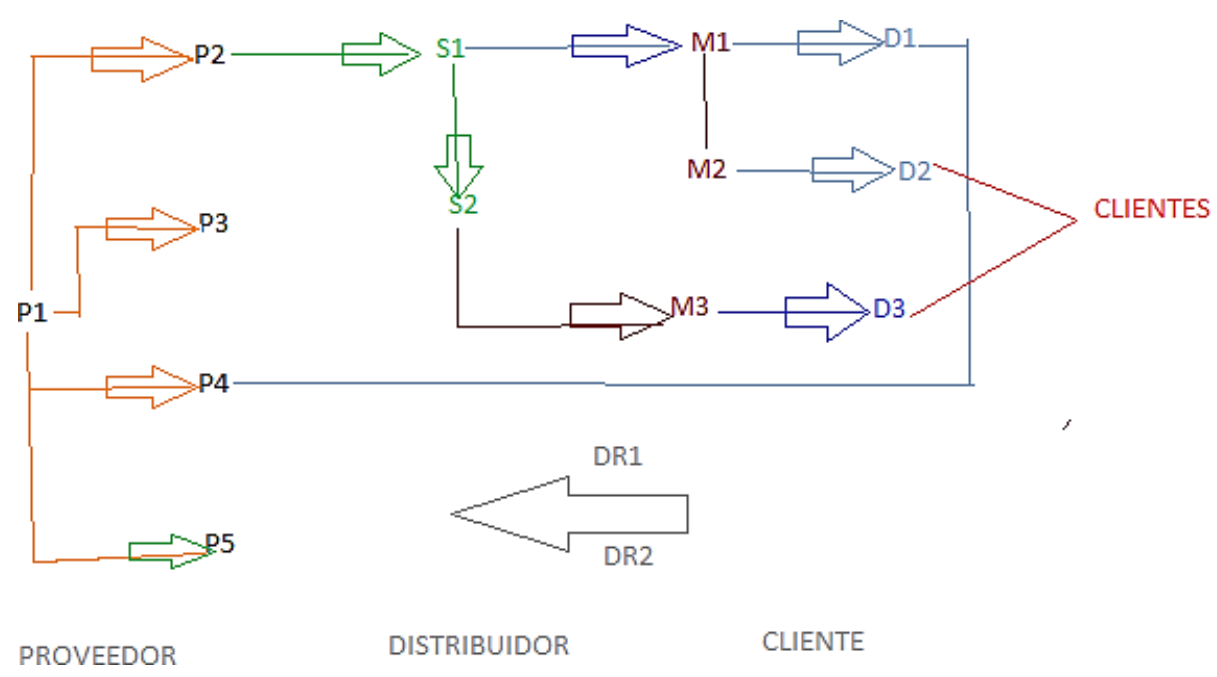 P2
S1
M1
D1
M2
D2
S2
CLIENTES
P3
P1
M3
D3
P4
DR1
P5
DR2
PROVEEDOR
DISTRIBUIDOR
CLIENTE